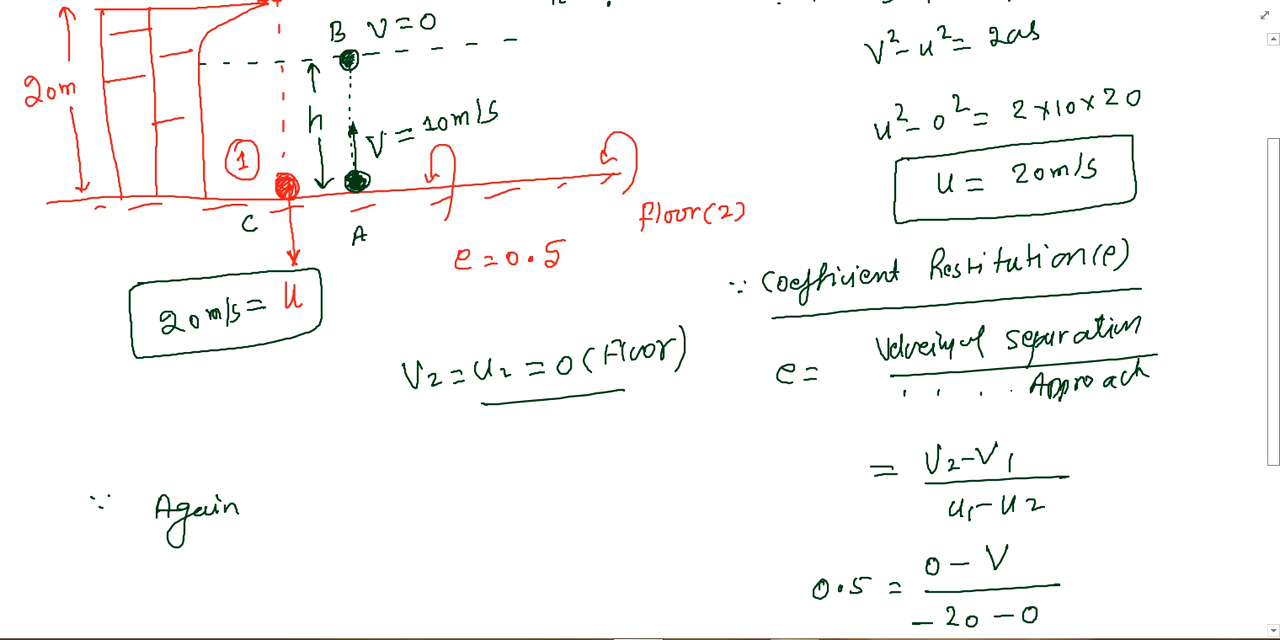 20m
B V=0
h
V = 10m/s
1
C
A
floor(2)
e = 0.5
20m/s = u
V₂ = u₂ = 0 (Floor)
∵ Again
V² - u² = 2as
u² - 0² = 2×10×20
u = 20m/s
∵ Coefficient Restitution(e)
e = Velocity of separation
, , . . Approach
= V₂ - V₁
u₁ - u₂
0.5 = 0 - V
- 20 - 0